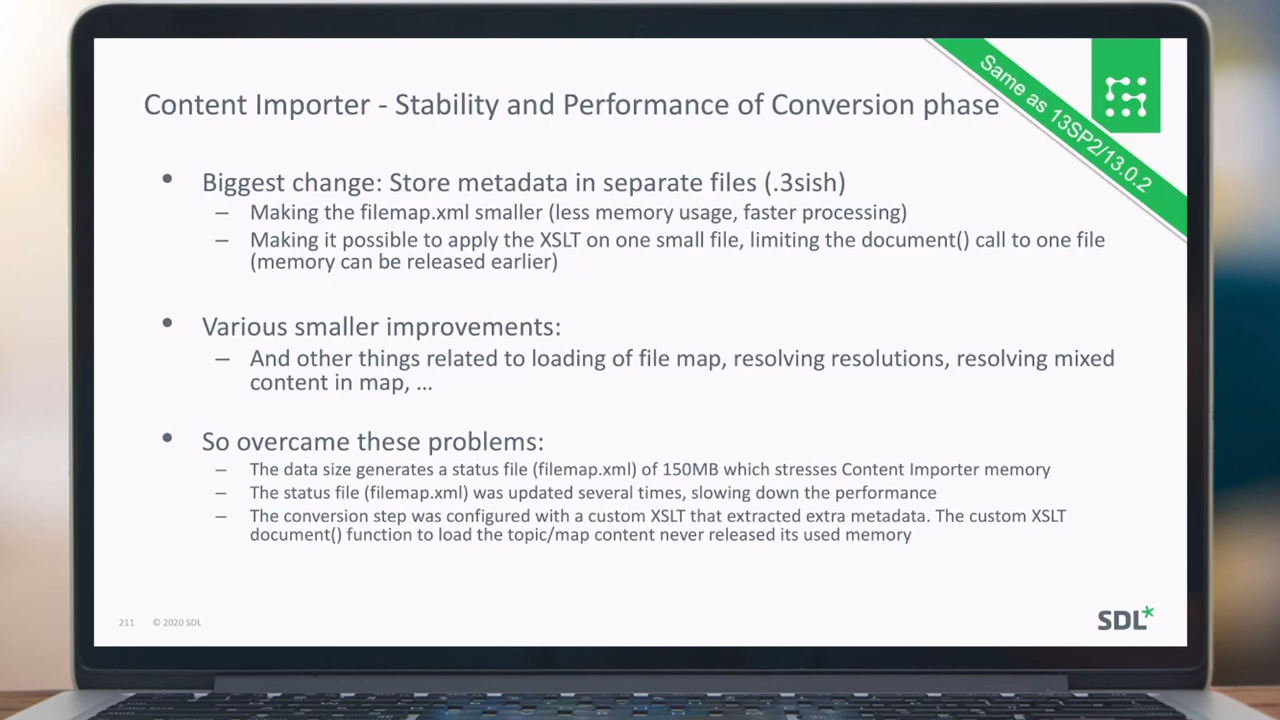 Same as 13SP2/13.0.2
Content Importer - Stability and Performance of Conversion phase
• Biggest change: Store metadata in separate files (.3sish)
– Making the filemap.xml smaller (less memory usage, faster processing)
– Making it possible to apply the XSLT on one small file, limiting the document() call to one file
(memory can be released earlier)
• Various smaller improvements:
– And other things related to loading of file map, resolving resolutions, resolving mixed
content in map, ...
• So overcame these problems:
– The data size generates a status file (filemap.xml) of 150MB which stresses Content Importer memory
– The status file (filemap.xml) was updated several times, slowing down the performance
– The conversion step was configured with a custom XSLT that extracted extra metadata. The custom XSLT
document() function to load the topic/map content never released its used memory
211 © 2020 SDL
SDL*